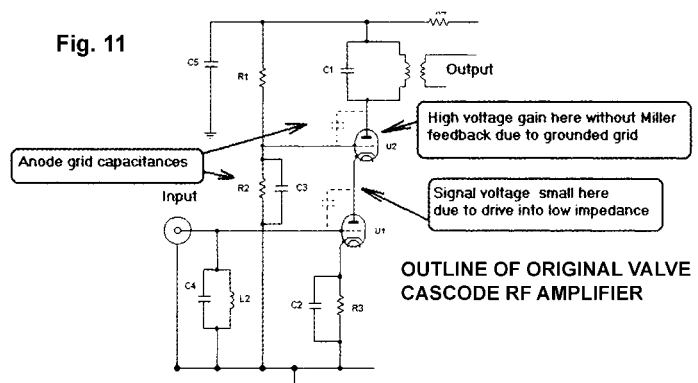 Fig. 11
C5
R1
C1
Output
High voltage gain here without Miller
feedback due to grounded grid
U2
Anode grid capacitances
R2
C3
Signal voltage small here
due to drive into low impedance
Input
U1
OUTLINE OF ORIGINAL VALVE
CASCODE RF AMPLIFIER
C4
L2
C2
R3